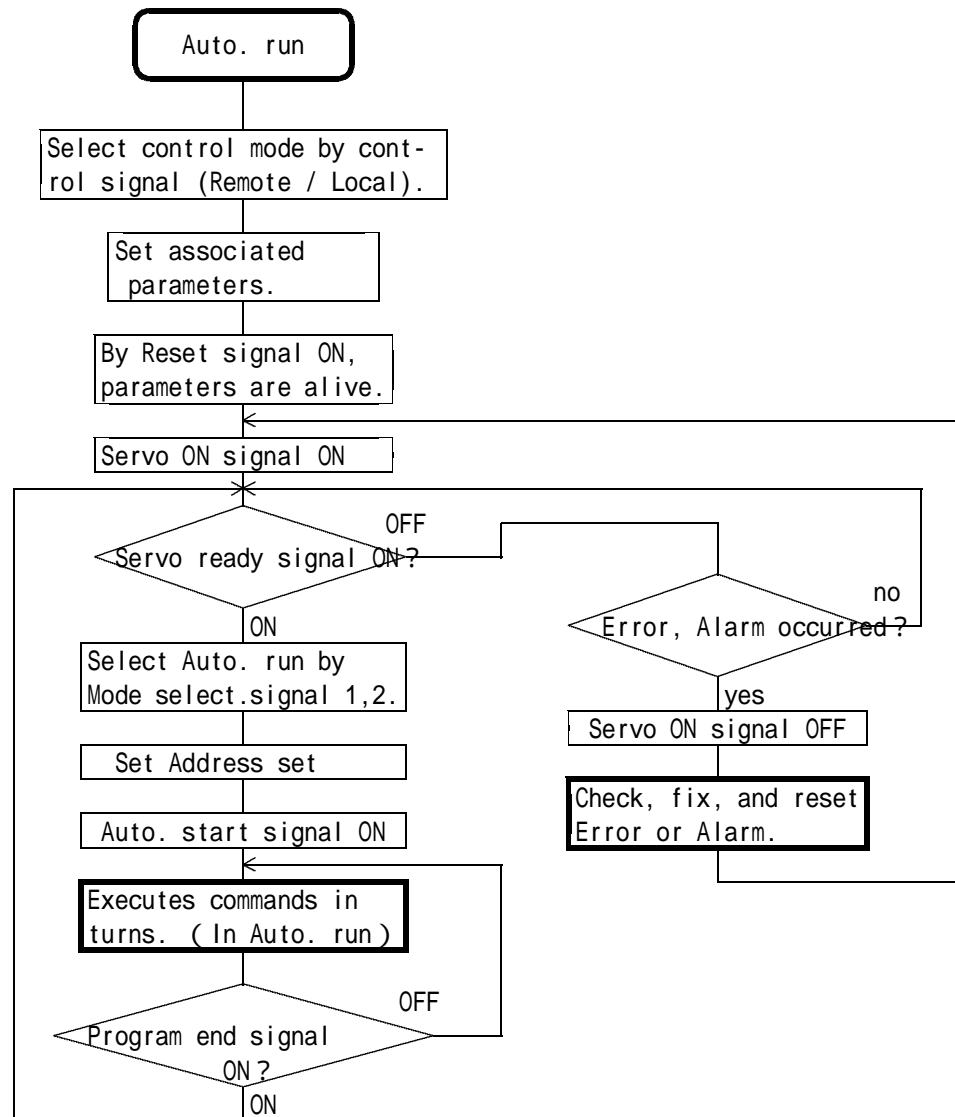 Auto. run
Select control mode by cont-
rol signal (Remote / Local).
Set associated
parameters.
By Reset signal ON,
parameters are alive.
Servo ON signal ON
OFF
Servo ready signal ON?
ON
no
Error, Alarm occurred?
yes
Select Auto. run by
Mode select.signal 1,2.
Servo ON signal OFF
Set Address set
Check, fix, and reset
Error or Alarm.
Auto. start signal ON
Executes commands in
turns. (In Auto. run)
OFF
Program end signal
ON?
ON